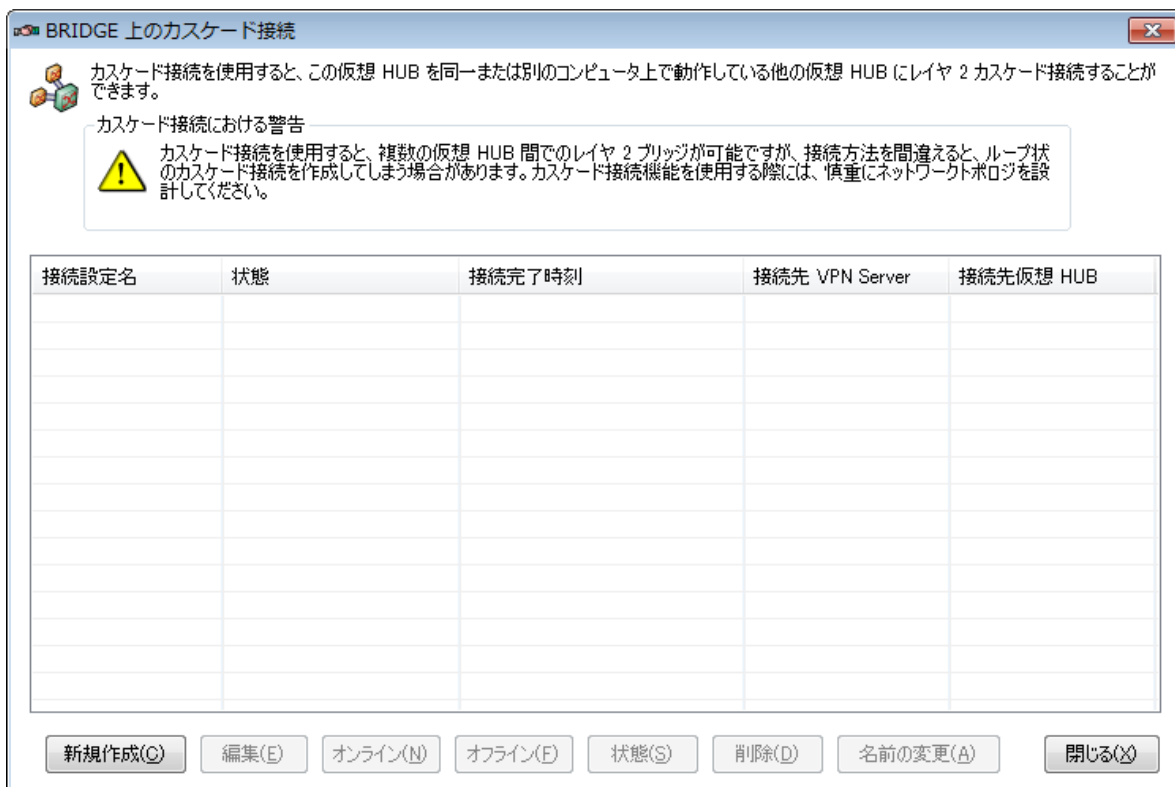 BRIDGE 上のカスケード接続
カスケード接続を使用すると、この仮想 HUB を同一または別のコンピュータ上で動作している他の仮想 HUB にレイヤ 2 カスケード接続することが
できます。
カスケード接続における警告
カスケード接続を使用すると、複数の仮想 HUB 間でのレイヤ 2 ブリッジが可能ですが、接続方法を間違えると、ループ状
のカスケード接続を作成してしまう場合があります。カスケード接続機能を使用する際には、慎重にネットワークトポロジを設
計してください。
接続設定名 状態 接続完了時刻 接続先 VPN Server 接続先仮想 HUB
新規作成(C) 編集(E) オンライン(N) オフライン(F) 状態(S) 削除(D) 名前の変更(A) 閉じる(X)